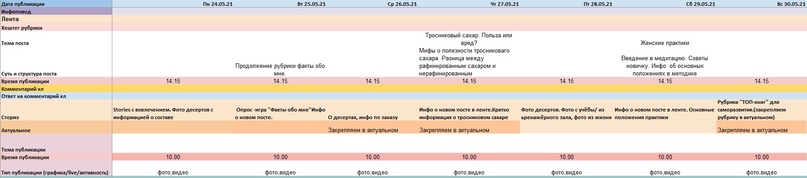 Дата публикации Пн 24.05.21 Вт 25.05.21 Ср 26.05.21 Чт 27.05.21 Пт 28.05.21 Сб 29.05.21 Вс 30.05.21
Инфоповод
Лента
Хештег рубрики
Тема поста
Тросниковый сахар. Польза или
вред?
Женские практики
Суть и структура поста
Продолжение рубрики факты обо
мне.
Мифы о полезности тросникового
сахара. Разница между
рафинированным сахаром и
нерафинированным
Введение в медитацию. Советы
новичку. Инфо об основных
положениях в методике
Время публикации 14.15 14.15 14.15 14.15 14.15 14.15 14.15
Комментарий кл
Ответ на комментарий кл
Сториз
Stories с вовлечением. Фото десертов с
информацией о составе
Опрос -игра "Факты обо мне"Инфо
о новом посте.
О десертах, инфо по заказу
Инфо о новом посте в ленте.Кратко
информация о тросниковом сахаре
Фото десертов. Фото с учёбы/ из
тренажёрного зала, фото из жизни
Инфо о новом посте в ленте. Основные
положения практики
Рубрика "ТОП-книг" для
саморазвития.(закрепляем
рубрику в актуальном)
Актуальное Закрепляем в актуальном Закрепляем в актуальном Закрепляем в актуальном
Тема публикации
Время публикации 10.00 10.00 10.00 10.00 10.00 10.00 10.00
Тип публикации (графика/live/активность) фото,видео фото,видео фото,видео фото,видео фото,видео фото,видео фото,видео